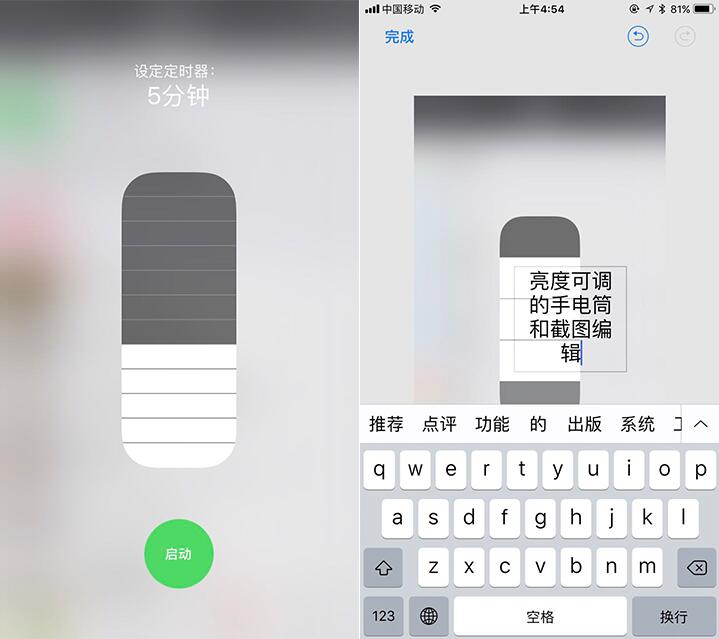 设定定时器：
5分钟
启动
中国移动 上午4:54 81%
完成
亮度可调
的手电筒
和截图编
辑
推荐 点评 功能 的 出版 系统
q w e r t y u i o p
a s d f g h j k l
z x c v b n m
123 空格 换行